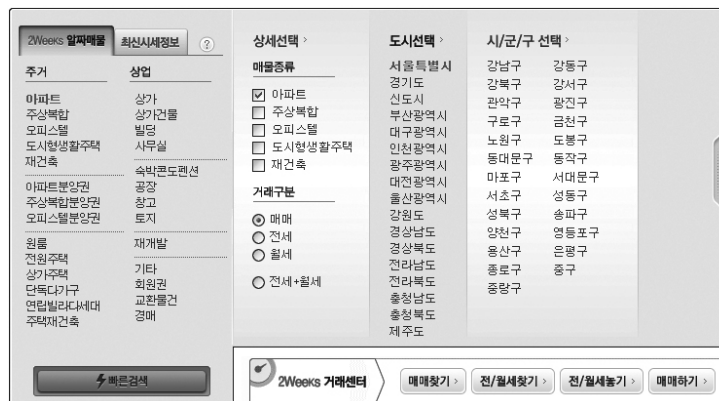 2Weeks 알짜매물
최신시세정보
?
주거
아파트
주상복합
오피스텔
도시형생활주택
재건축
아파트분양권
주상복합분양권
오피스텔분양권
원룸
전원주택
상가주택
단독다가구
연립빌라다세대
주택재건축
상업
상가
상가건물
빌딩
사무실
숙박콘도펜션
공장
창고
토지
재개발
기타
회원권
교환물건
경매
빠른검색
상세선택 >
매물종류
아파트
주상복합
오피스텔
도시형생활주택
재건축
거래구분
매매
전세
월세
전세+월세
도시선택 >
서울특별시
경기도
신도시
부산광역시
대구광역시
인천광역시
광주광역시
대전광역시
울산광역시
강원도
경상남도
경상북도
전라남도
전라북도
충청남도
충청북도
제주도
시/군/구 선택 >
강남구 강동구
강북구 강서구
관악구 광진구
구로구 금천구
노원구 도봉구
동대문구 동작구
마포구 서대문구
서초구 성동구
성북구 송파구
양천구 영등포구
용산구 은평구
종로구 중구
중랑구
2Weeks 거래센터
매매찾기 >
전/월세찾기 >
전/월세놓기 >
매매하기 >